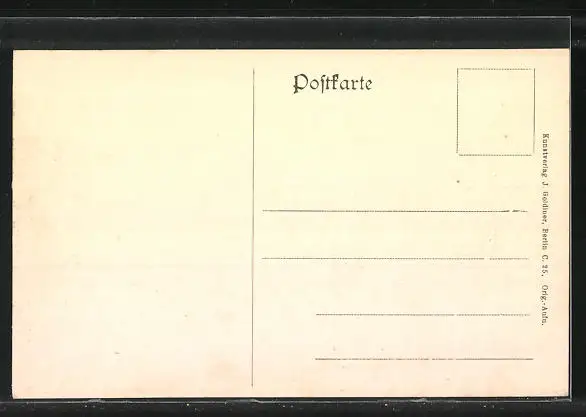 Poſtkarte
Kunstverlag J. Goldiner, Berlin C. 25. Orig.-Aufn.